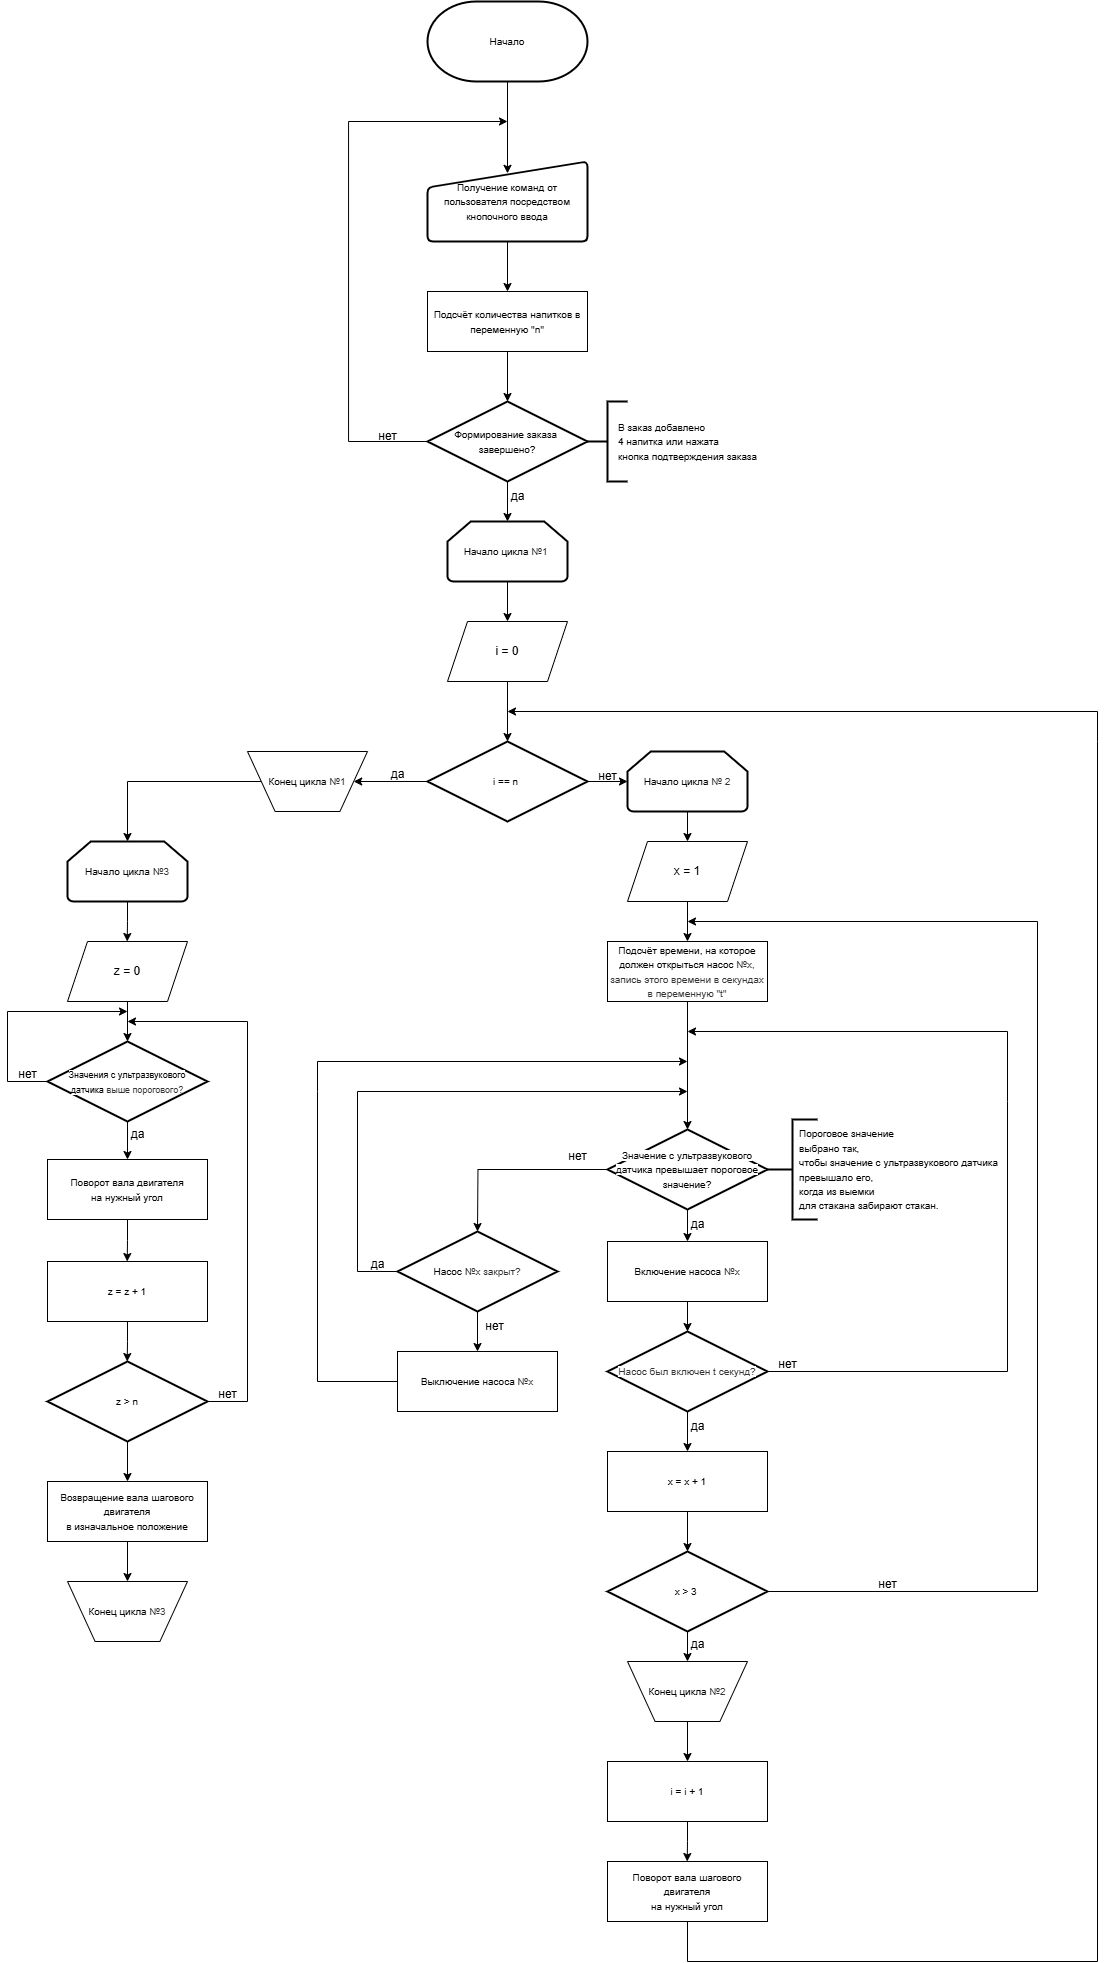 Начало
Получение команд от
пользователя посредством
кнопочного ввода
Подсчёт количества напитков в
переменную "n"
Формирование заказа
завершено?
нет
В заказ добавлено
4 напитка или нажата
кнопка подтверждения заказа
да
Начало цикла №1
i = 0
i == n
да
Конец цикла №1
нет
Начало цикла № 2
Начало цикла №3
x = 1
z = 0
Подсчёт времени, на которое
должен открыться насос №x,
запись этого времени в секундах
в переменную "t"
Значения с ультразвукового
датчика выше порогового?
нет
да
Поворот вала двигателя
на нужный угол
z = z + 1
z > n
нет
Возвращение вала шагового
двигателя
в изначальное положение
Конец цикла №3
Значение с ультразвукового
датчика превышает пороговое
значение?
нет
Пороговое значение
выбрано так,
чтобы значение с ультразвукового датчика
превышало его,
когда из выемки
для стакана забирают стакан.
да
Насос №x закрыт?
да
нет
Выключение насоса №x
Включение насоса №x
Насос был включен t секунд?
нет
да
x = x + 1
x > 3
нет
да
Конец цикла №2
i = i + 1
Поворот вала шагового
двигателя
на нужный угол